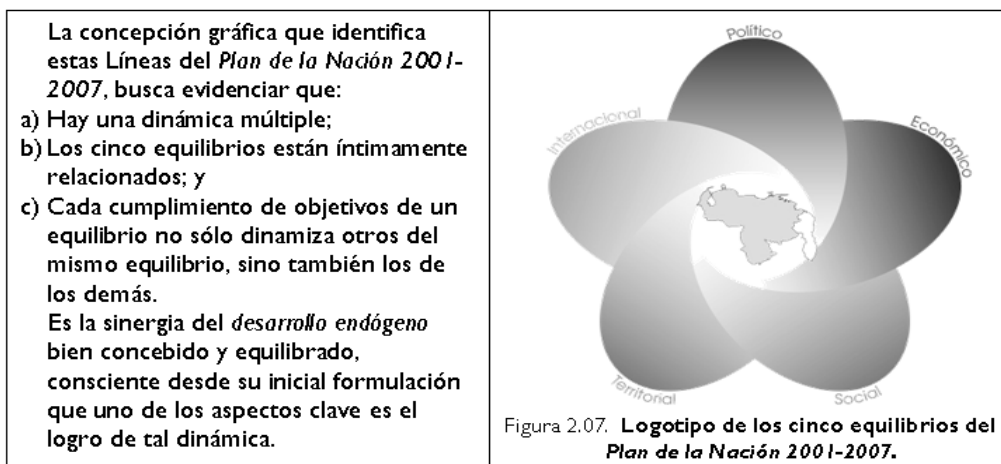 La concepción gráfica que identifica
estas Líneas del Plan de la Nación 2001-
2007, busca evidenciar que:
a) Hay una dinámica múltiple;
b) Los cinco equilibrios están íntimamente
relacionados; y
c) Cada cumplimiento de objetivos de un
equilibrio no sólo dinamiza otros del
mismo equilibrio, sino también los de
los demás.
Es la sinergia del desarrollo endógeno
bien concebido y equilibrado,
consciente desde su inicial formulación
que uno de los aspectos clave es el
logro de tal dinámica.
Político
Internacional
Económico
Territorial
Social
Figura 2.07. Logotipo de los cinco equilibrios del
Plan de la Nación 2001-2007.